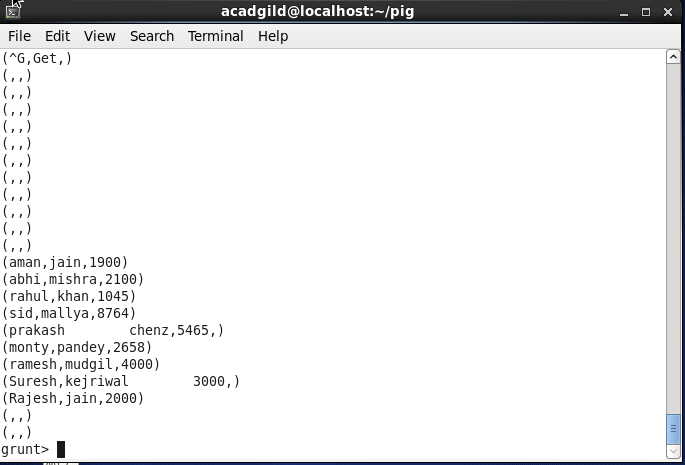 acadgild@localhost:~/pig
File Edit View Search Terminal Help
(^G,Get,)
(,,)
(,,)
(,,)
(,,)
(,,)
(,,)
(,,)
(,,)
(,,)
(,,)
(,,)
(aman,jain,1900)
(abhi,mishra,2100)
(rahul,khan,1045)
(sid,mallya,8764)
(prakash        chenz,5465,)
(monty,pandey,2658)
(ramesh,mudgil,4000)
(Suresh,kejriwal        3000,)
(Rajesh,jain,2000)
(,,)
(,,)
grunt>